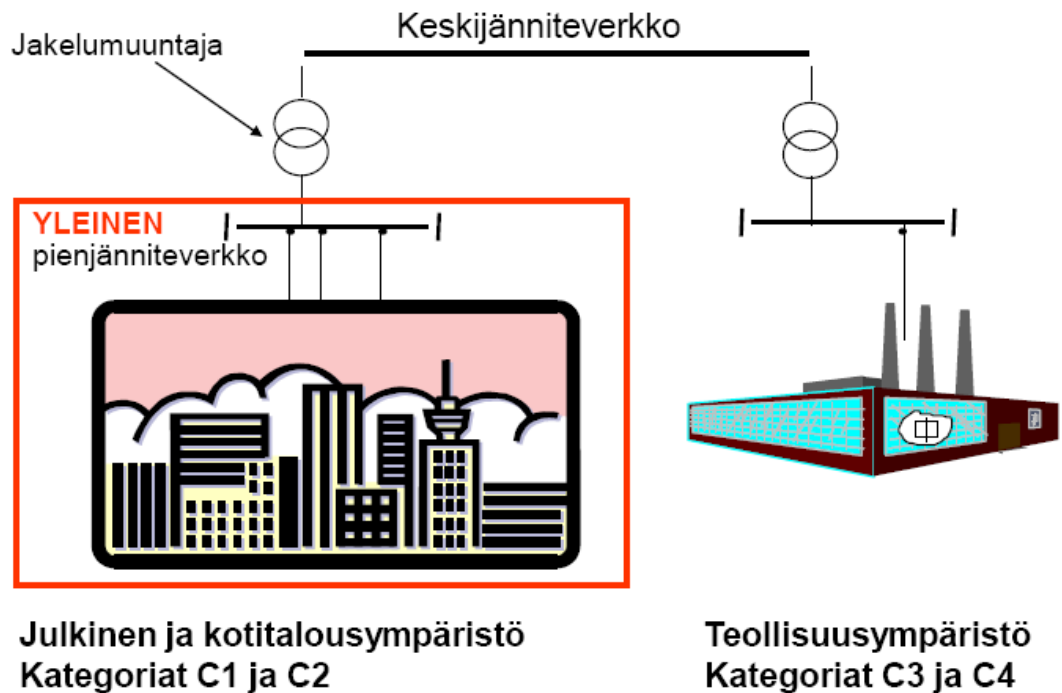 Keskijänniteverkko
Jakelumuuntaja
YLEINEN
pienjänniteverkko
Julkinen ja kotitalousympäristö
Kategoriat C1 ja C2
Teollisuusympäristö
Kategoriat C3 ja C4